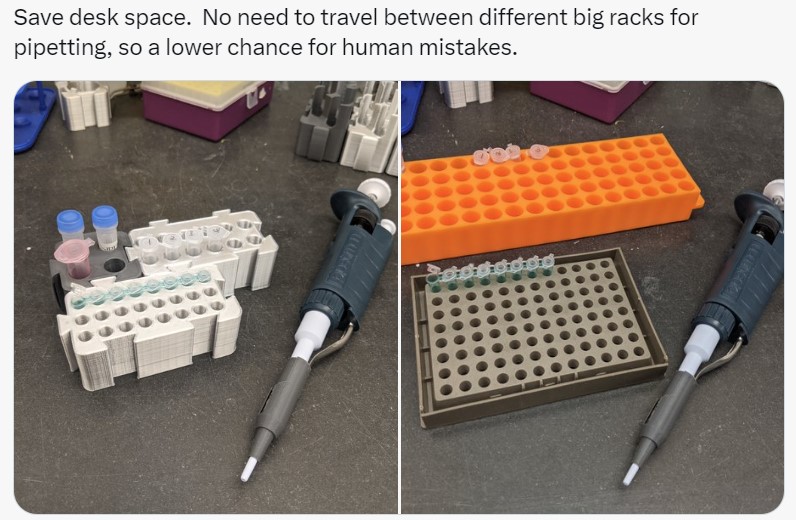 Save desk space.  No need to travel between different big racks for
pipetting, so a lower chance for human mistakes.